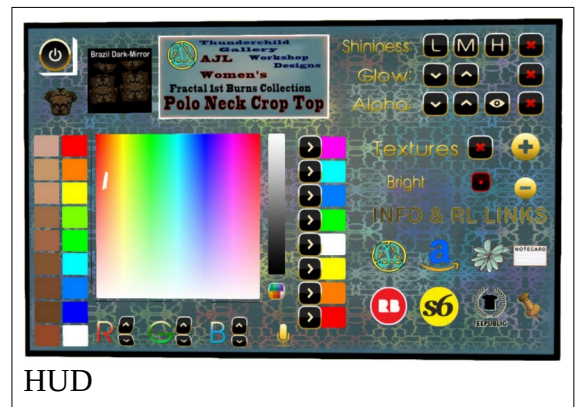 Brazil Dark-Mirror
Thunderchild
Gallery
AJL Workshop
Designs
Women's
Fractal 1st Burns Collection
Polo Neck Crop Top
Shininess: L M H
Glow:
Alpha:
Textures
Bright
INFO & RL LINKS
a
NOTECARD
RB
s6
TEEPUBLIC
R G B
HUD